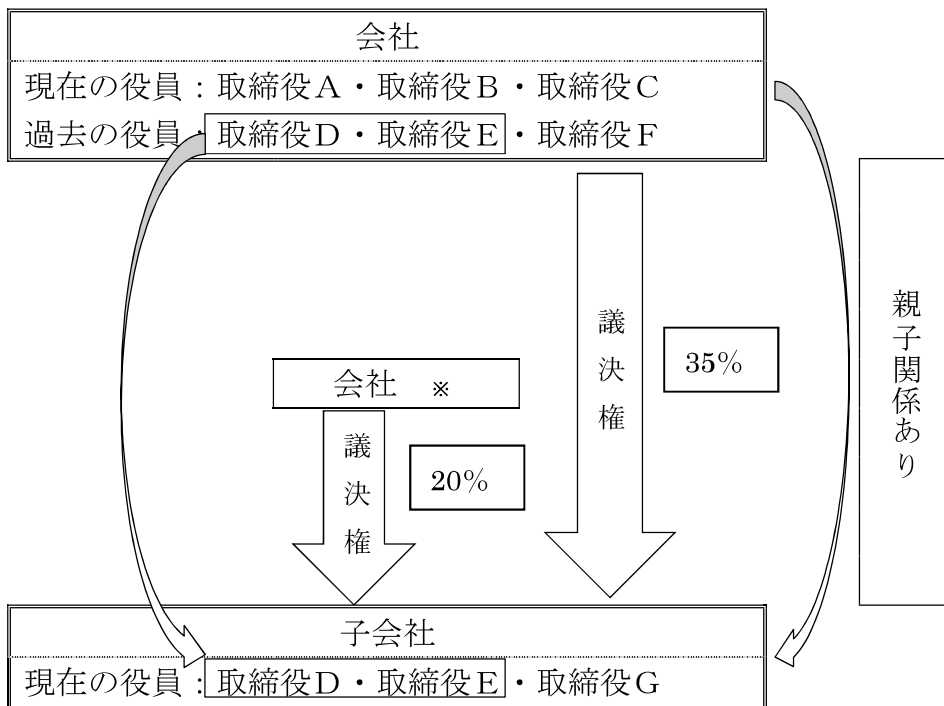 会社
現在の役員：取締役Ａ・取締役Ｂ・取締役Ｃ
過去の役員：取締役Ｄ・取締役Ｅ・取締役Ｆ
親子関係あり
議決権
35%
会社　※
議決権
20%
子会社
現在の役員：取締役Ｄ・取締役Ｅ・取締役Ｇ